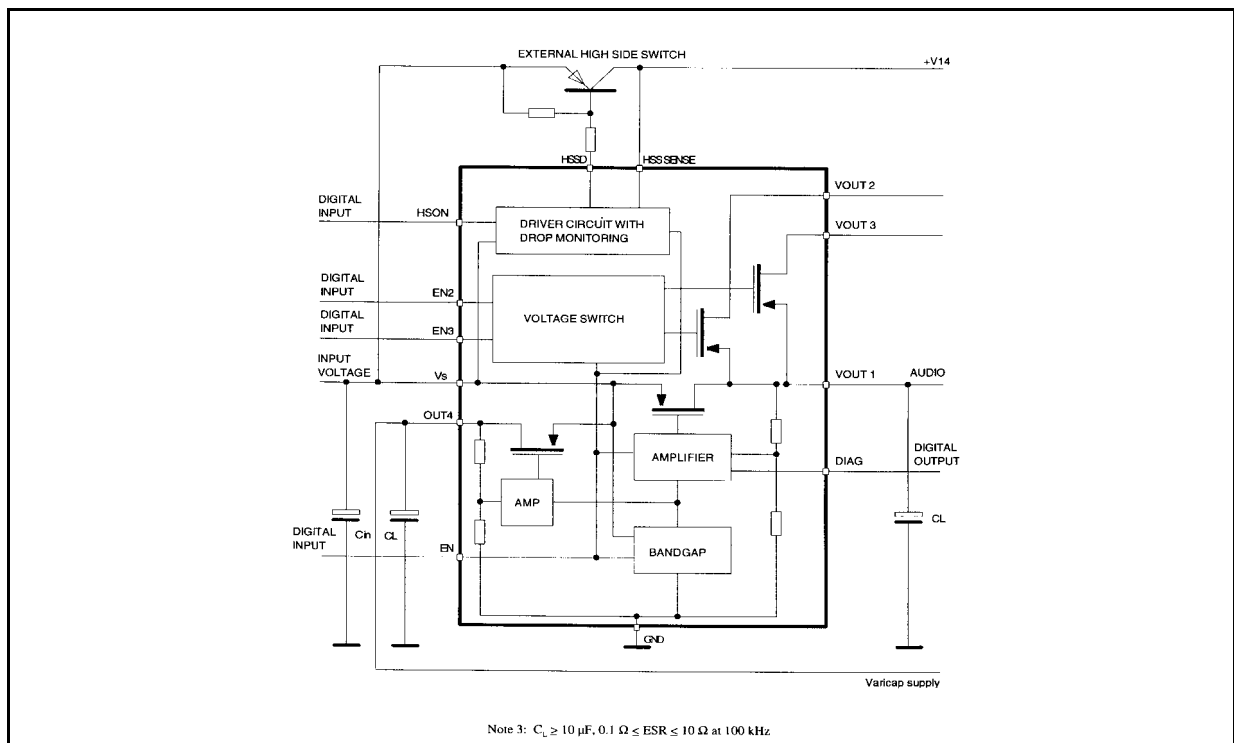 EXTERNAL HIGH SIDE SWITCH
+V14
HSSD
HSS SENSE
VOUT 2
DIGITAL
INPUT
HSON
DRIVER CIRCUIT WITH
DROP MONITORING
VOUT 3
DIGITAL
INPUT
EN2
VOLTAGE SWITCH
DIGITAL
INPUT
EN3
INPUT
VOLTAGE
Vs
VOUT 1
AUDIO
OUT4
AMPLIFIER
DIGITAL
OUTPUT
DIAG
AMP
Cin
CL
CL
DIGITAL
INPUT
EN
BANDGAP
GND
Varicap supply
Note 3: C_L ≥ 10 µF, 0.1 Ω ≤ ESR ≤ 10 Ω at 100 kHz